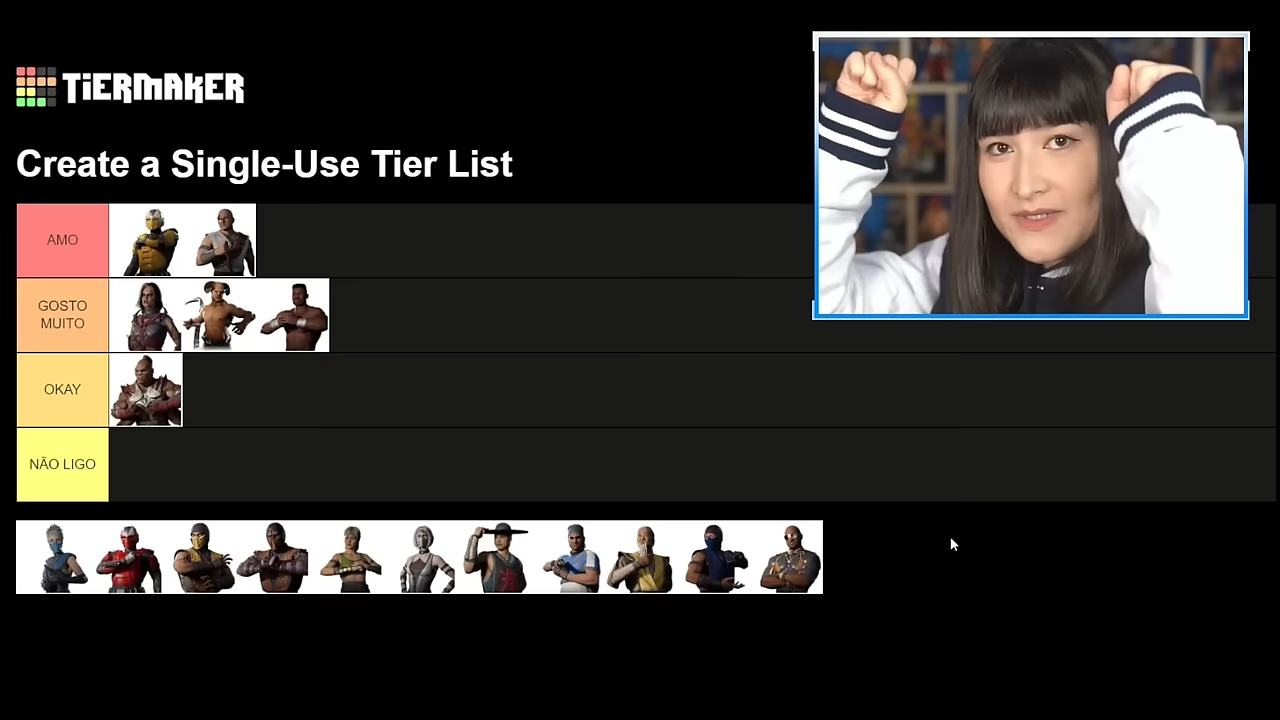 TiERMAKER
Create a Single-Use Tier List
AMO
GOSTO
MUITO
OKAY
NÃO LIGO